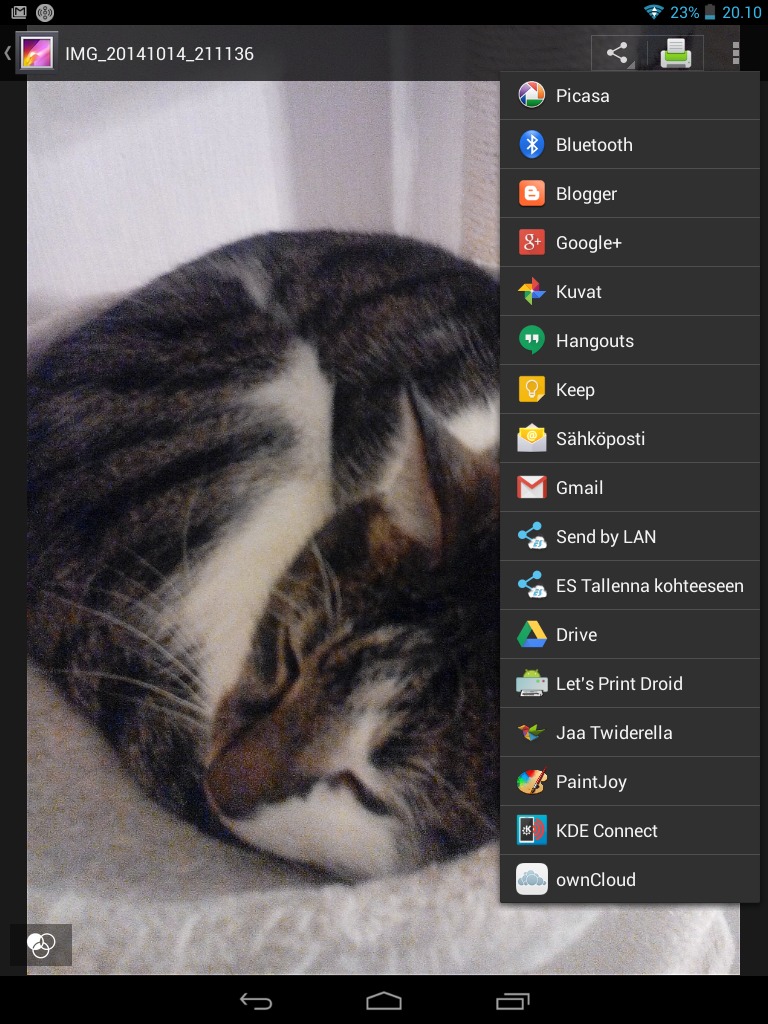 23% 20.10
IMG_20141014_211136
Picasa
Bluetooth
Blogger
Google+
Kuvat
Hangouts
Keep
Sähköposti
Gmail
Send by LAN
ES Tallenna kohteeseen
Drive
Let's Print Droid
Jaa Twiderella
PaintJoy
KDE Connect
ownCloud